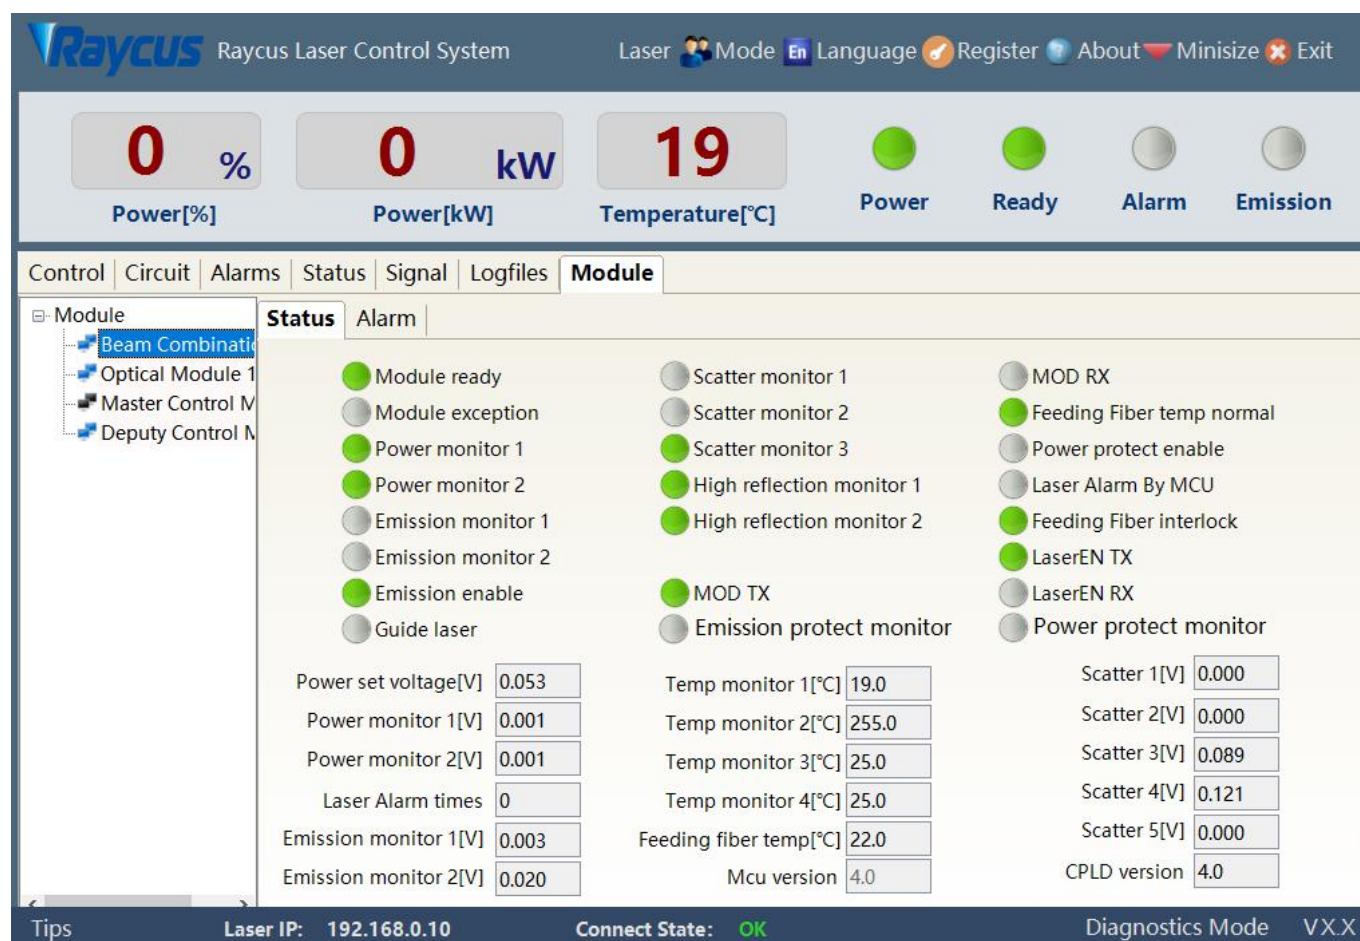 Raycus Raycus Laser Control System Laser Mode En Language Register About Minisize Exit
0 % 0 kW 19
Power[%] Power[kW] Temperature[℃] Power Ready Alarm Emission
Control Circuit Alarms Status Signal Logfiles Module
Module
Beam Combinatio
Optical Module 1
Master Control M
Deputy Control M
Status Alarm
Module ready Scatter monitor 1 MOD RX
Module exception Scatter monitor 2 Feeding Fiber temp normal
Power monitor 1 Scatter monitor 3 Power protect enable
Power monitor 2 High reflection monitor 1 Laser Alarm By MCU
Emission monitor 1 High reflection monitor 2 Feeding Fiber interlock
Emission monitor 2 LaserEN TX
Emission enable MOD TX LaserEN RX
Guide laser Emission protect monitor Power protect monitor
Power set voltage[V] 0.053 Temp monitor 1[℃] 19.0 Scatter 1[V] 0.000
Power monitor 1[V] 0.001 Temp monitor 2[℃] 255.0 Scatter 2[V] 0.000
Power monitor 2[V] 0.001 Temp monitor 3[℃] 25.0 Scatter 3[V] 0.089
Laser Alarm times 0 Temp monitor 4[℃] 25.0 Scatter 4[V] 0.121
Emission monitor 1[V] 0.003 Feeding fiber temp[℃] 22.0 Scatter 5[V] 0.000
Emission monitor 2[V] 0.020 Mcu version 4.0 CPLD version 4.0
Tips Laser IP: 192.168.0.10 Connect State: OK Diagnostics Mode VX.X